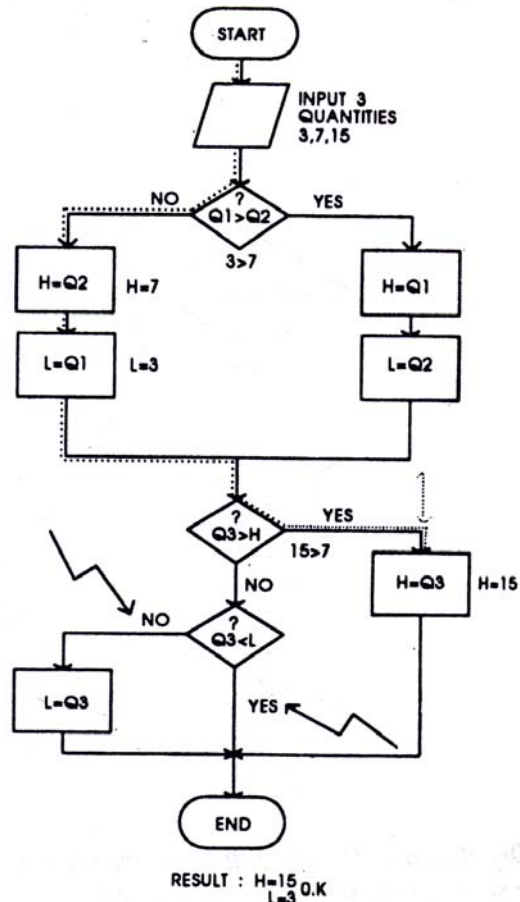 START
INPUT 3
QUANTITIES
3,7,15
NO
?
Q1>Q2
YES
3>7
H=Q2
H=7
H=Q1
L=Q1
L=3
L=Q2
?
Q3>H
YES
15>7
NO
H=Q3
H=15
NO
?
Q3<L
L=Q3
YES
END
RESULT : H=15 O.K
L=3